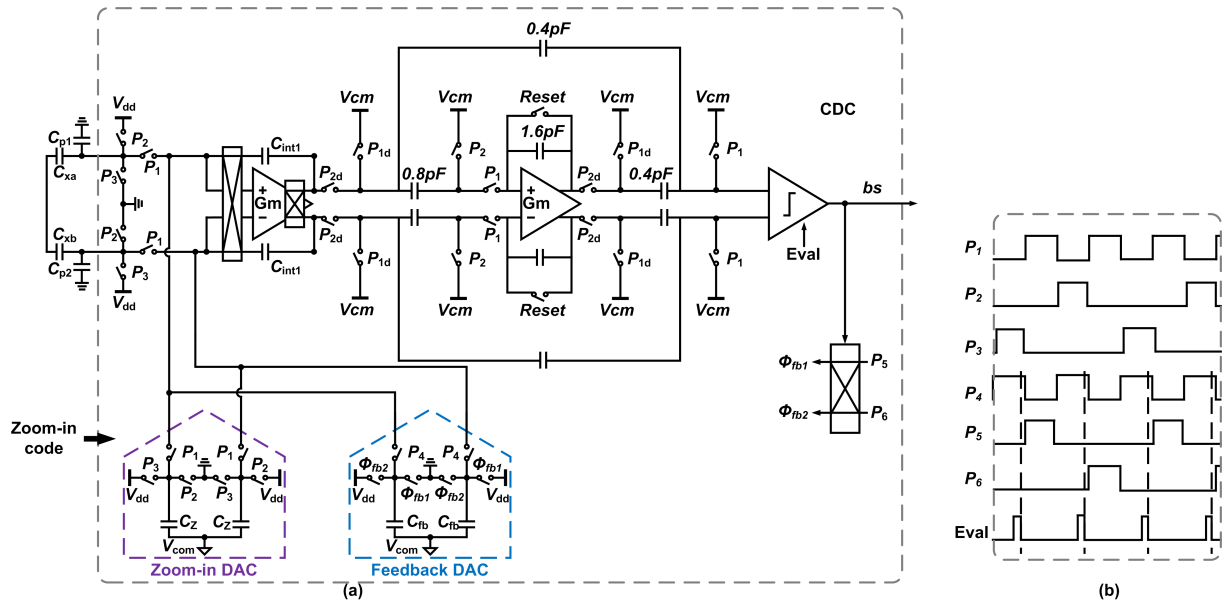 0.4pF
Vcm Vcm Reset Vcm Vcm CDC
Vdd
Cp1 P2 Cint1 P1d P2 1.6pF P1d P1
Cxa P1 P2d 0.8pF P1 P2d 0.4pF
P3
+ Gm − + Gm − bs
Cxb P2 P1 P2d P1 P2d Eval
Cp2 P3 Cint1 P1d P2 P1d P1
Vdd
Vcm Vcm Reset Vcm Vcm
Φfb1 P5
Φfb2 P6
Zoom-in code
P3 P1 P1 P2 Φfb2 P4 P4 Φfb1
Vdd P2 P3 Vdd Vdd Φfb1 Φfb2 Vdd
CZ CZ Cfb Cfb
Vcom Vcom
Zoom-in DAC Feedback DAC
(a)
P1
P2
P3
P4
P5
P6
Eval
(b)